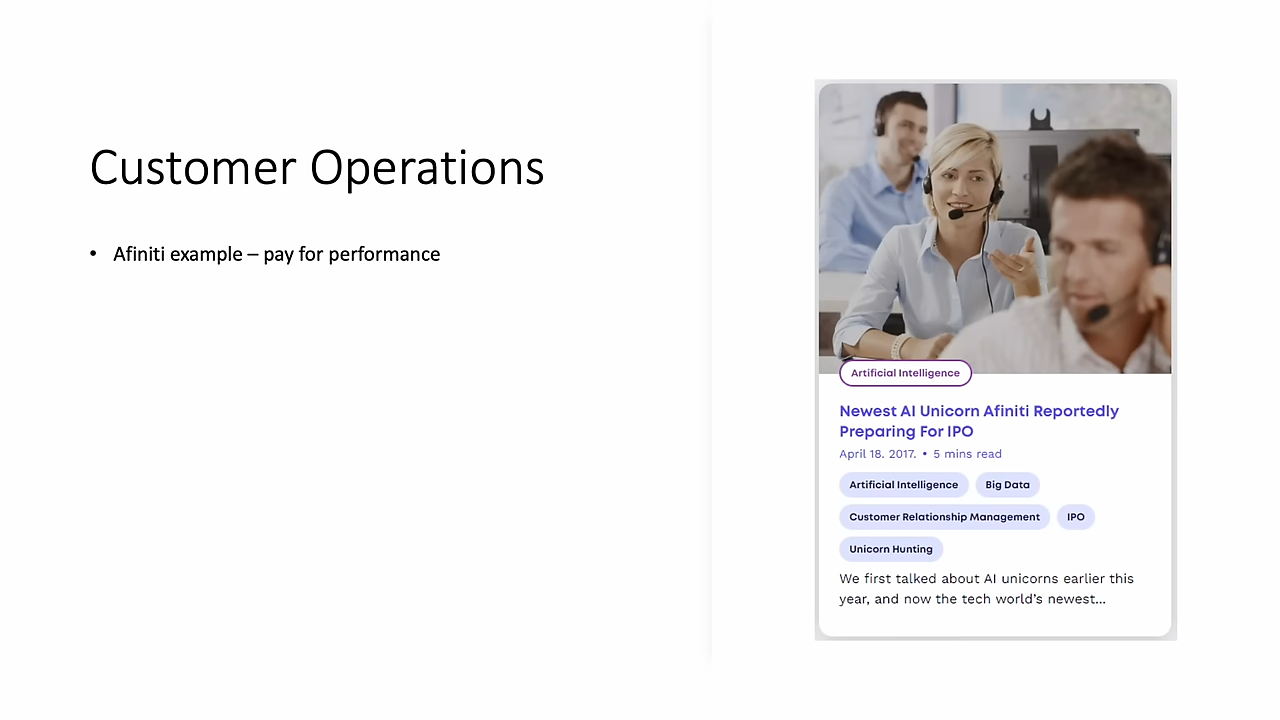 Customer Operations
• Afiniti example – pay for performance
Artificial Intelligence
Newest AI Unicorn Afiniti Reportedly
Preparing For IPO
April 18. 2017. • 5 mins read
Artificial Intelligence
Big Data
Customer Relationship Management
IPO
Unicorn Hunting
We first talked about AI unicorns earlier this
year, and now the tech world's newest...